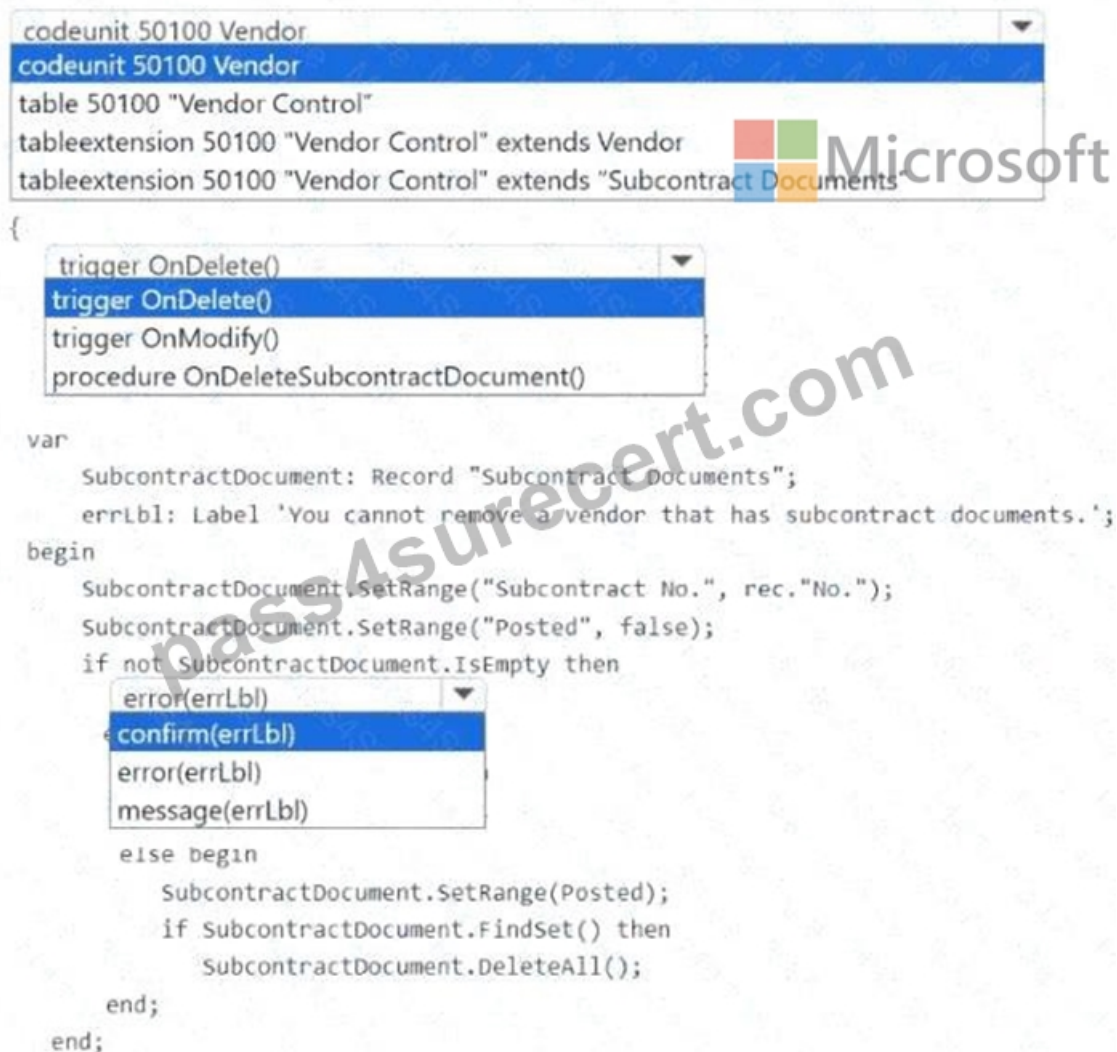 codeunit 50100 Vendor
codeunit 50100 Vendor
table 50100 "Vendor Control"
tableextension 50100 "Vendor Control" extends Vendor
tableextension 50100 "Vendor Control" extends "Subcontract Documents"
Microsoft
{
trigger OnDelete()
trigger OnDelete()
trigger OnModify()
procedure OnDeleteSubcontractDocument()
var
SubcontractDocument: Record "Subcontract Documents";
errLbl: Label 'You cannot remove a vendor that has subcontract documents.';
begin
SubcontractDocument.SetRange("Subcontract No.", rec."No.");
SubcontractDocument.SetRange("Posted", false);
if not SubcontractDocument.IsEmpty then
error(errLbl)
confirm(errLbl)
error(errLbl)
message(errLbl)
else begin
SubcontractDocument.SetRange(Posted);
if SubcontractDocument.FindSet() then
SubcontractDocument.DeleteAll();
end;
end;
pass4surecert.com